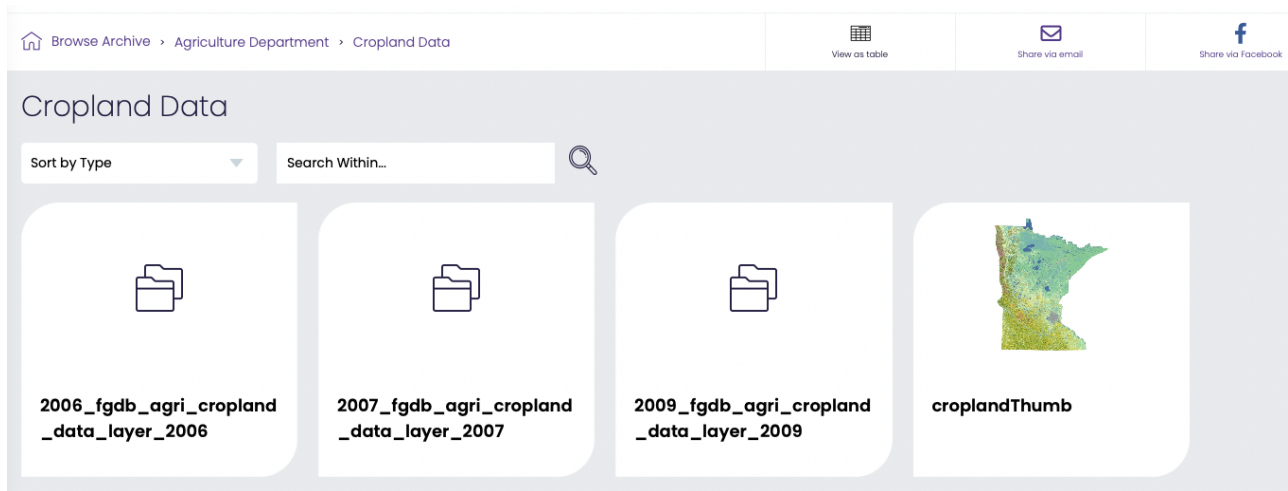 Browse Archive › Agriculture Department › Cropland Data
View as table
Share via email
Share via Facebook
Cropland Data
Sort by Type
Search Within...
2006_fgdb_agri_cropland
_data_layer_2006
2007_fgdb_agri_cropland
_data_layer_2007
2009_fgdb_agri_cropland
_data_layer_2009
croplandThumb